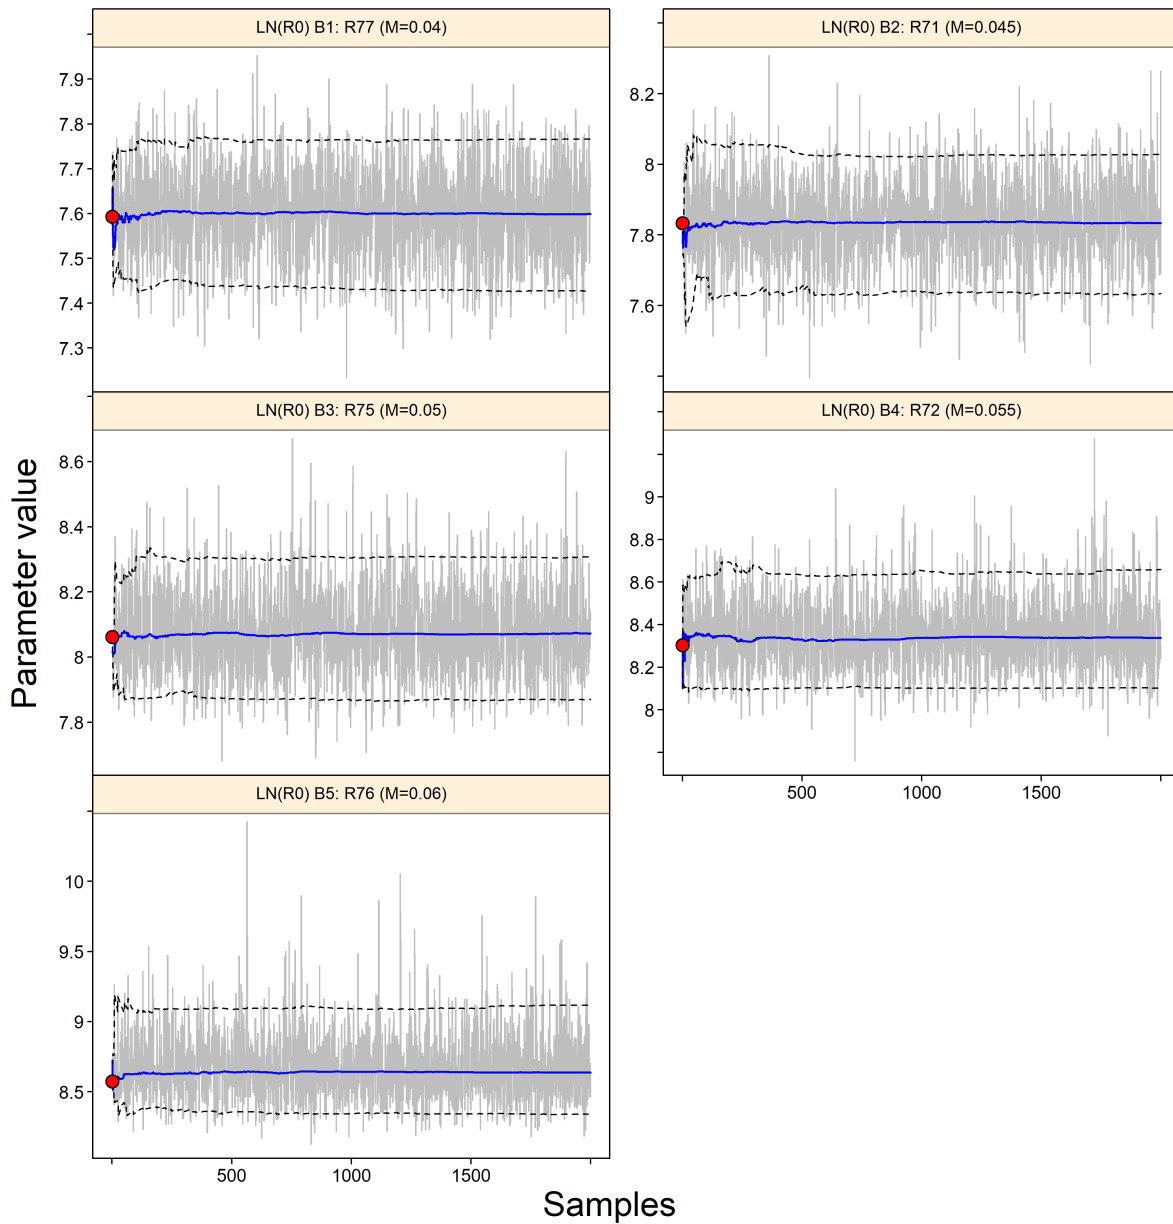 LN(R0) B1: R77 (M=0.04)
7.9
7.8
7.7
7.6
7.5
7.4
7.3
LN(R0) B2: R71 (M=0.045)
8.2
8
7.8
7.6
LN(R0) B3: R75 (M=0.05)
8.6
8.4
8.2
8
7.8
LN(R0) B4: R72 (M=0.055)
9
8.8
8.6
8.4
8.2
8
500 1000 1500
LN(R0) B5: R76 (M=0.06)
10
9.5
9
8.5
500 1000 1500
Parameter value
Samples